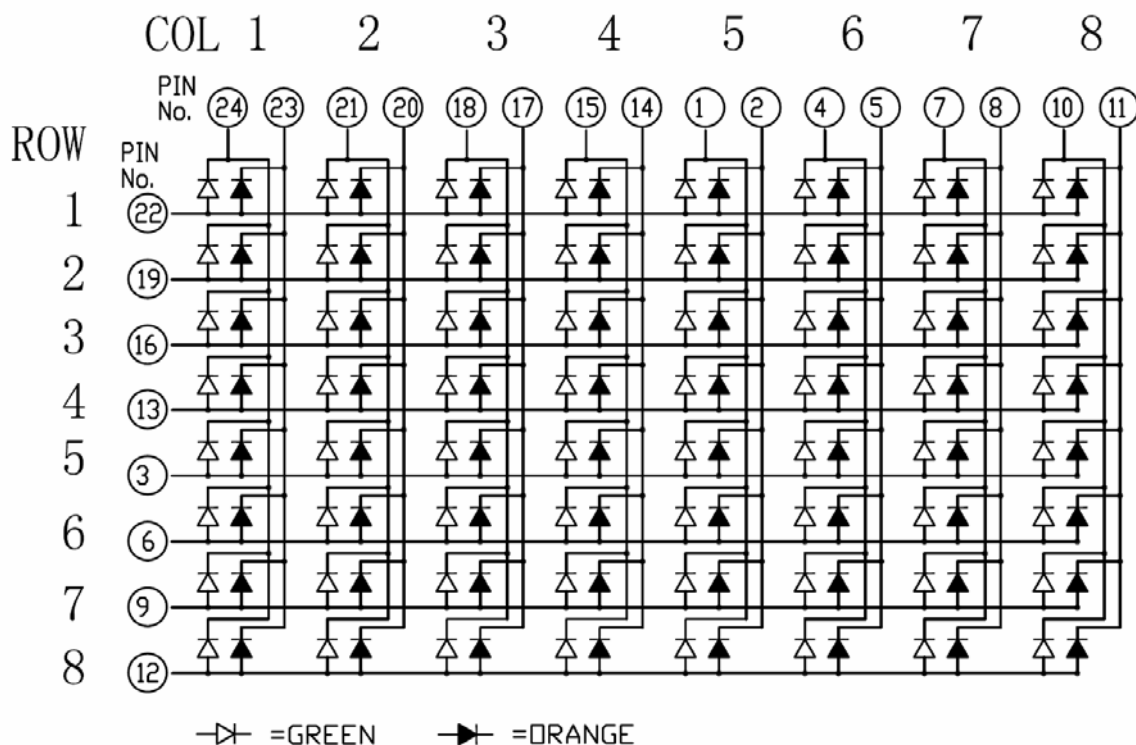 COL 1 2 3 4 5 6 7 8
PIN No. 24 23 21 20 18 17 15 14 1 2 4 5 7 8 10 11
ROW PIN No.
1 22
2 19
3 16
4 13
5 3
6 6
7 9
8 12
=GREEN =ORANGE